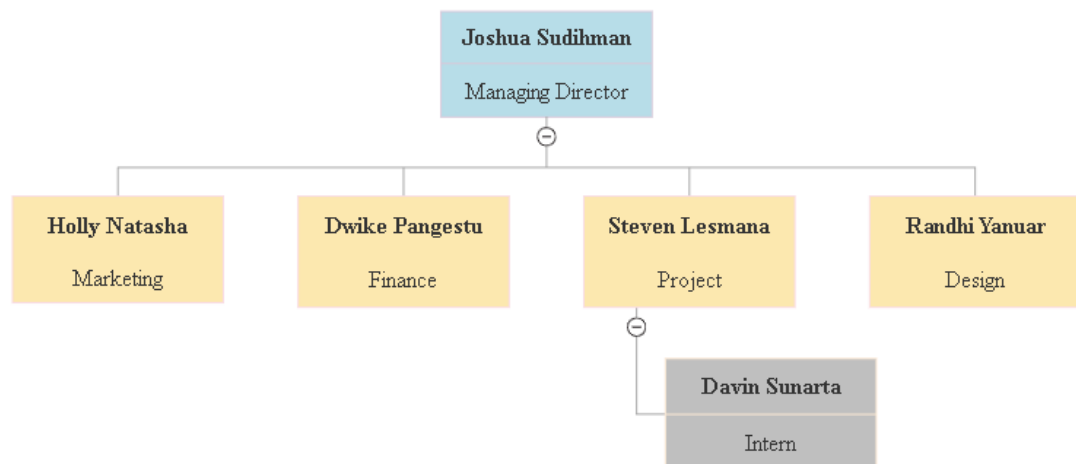 Joshua Sudihman
Managing Director
Holly Natasha
Marketing
Dwike Pangestu
Finance
Steven Lesmana
Project
Randhi Yanuar
Design
Davin Sunarta
Intern